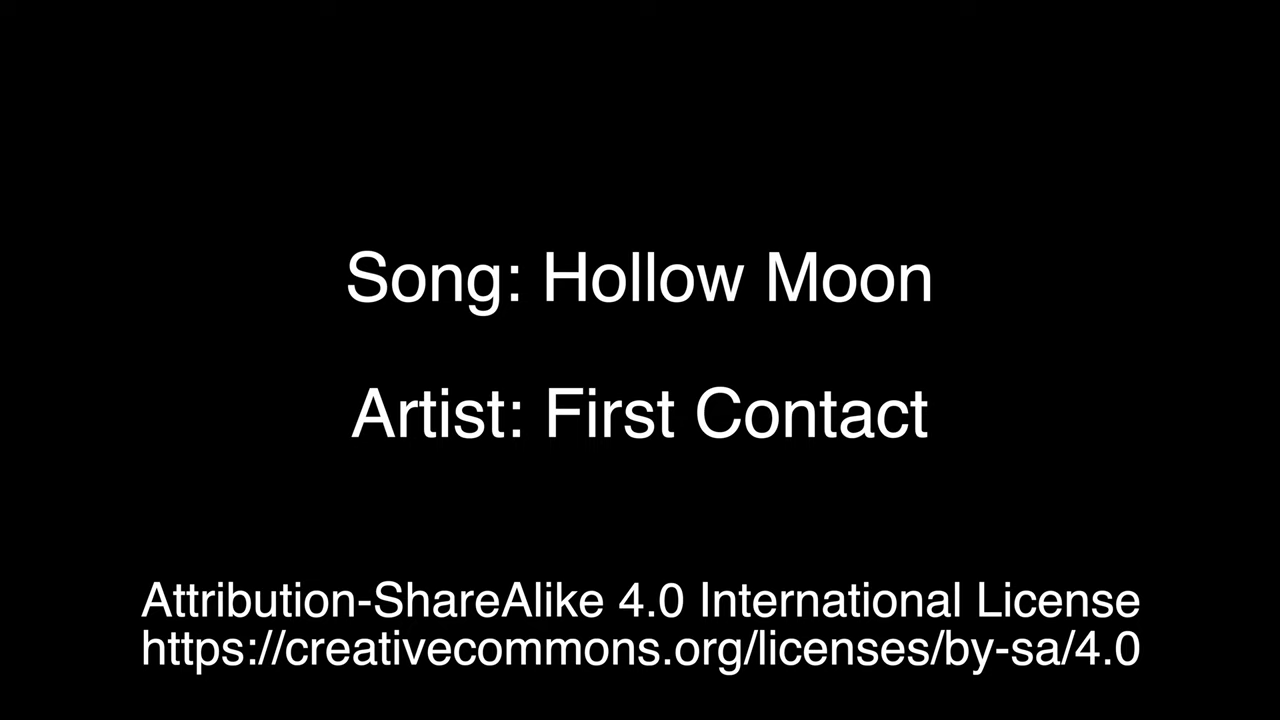 Song: Hollow Moon
Artist: First Contact
Attribution-ShareAlike 4.0 International License
https://creativecommons.org/licenses/by-sa/4.0